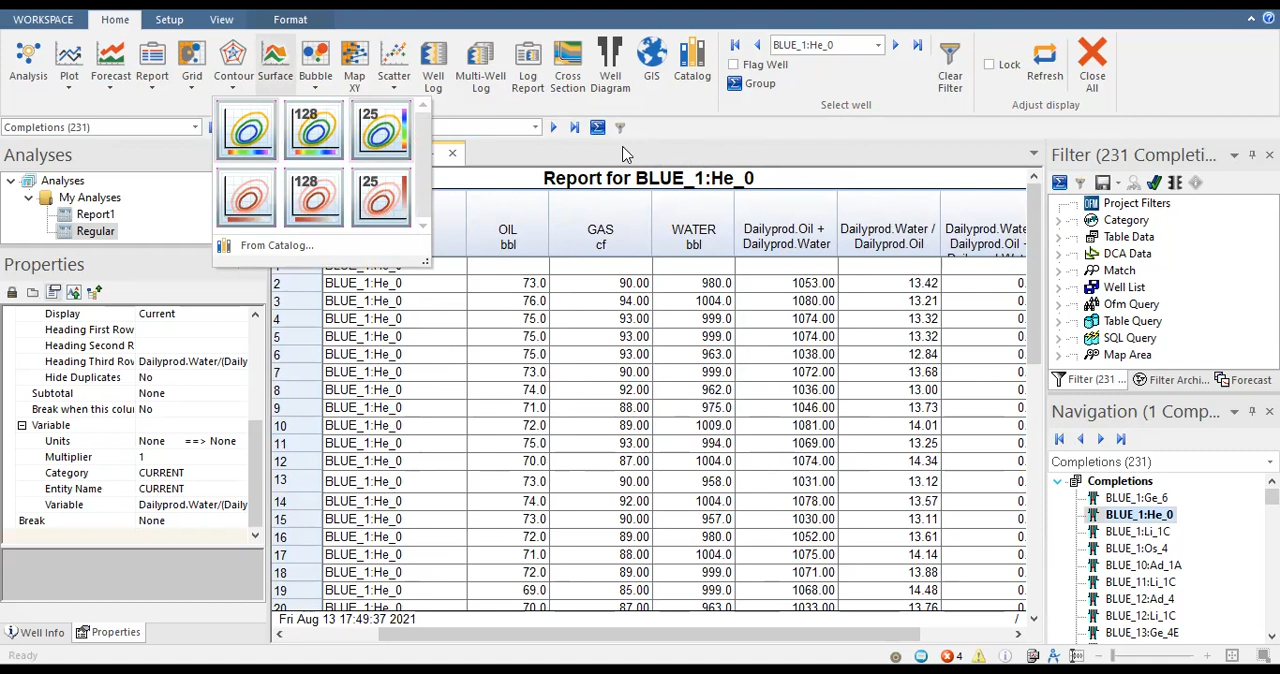 WORKSPACE Home Setup View Format
Analysis Plot Forecast Report Grid Contour Surface Bubble Map XY Scatter Well Log Multi-Well Log Log Report Cross Section Well Diagram GIS Catalog
BLUE_1:He_0
Flag Well
Group
Select well
Clear Filter
Lock
Refresh
Close All
Adjust display
Completions (231)
128 25
128 25
From Catalog...
Analyses
Analyses
My Analyses
Report1
Regular
Properties
Display Current
Heading First Row
Heading Second R
Heading Third Row Dailyprod.Water/(Daily
Hide Duplicates No
Subtotal None
Break when this colu No
Variable
Units None ==> None
Multiplier 1
Category CURRENT
Entity Name CURRENT
Variable Dailyprod.Water/(Daily
Break None
Well Info Properties
Ready
Report for BLUE_1:He_0
OIL bbl GAS cf WATER bbl Dailyprod.Oil + Dailyprod.Water Dailyprod.Water / Dailyprod.Oil Dailyprod.Wate Dailyprod.Oil -
2 BLUE_1:He_0 73.0 90.00 980.0 1053.00 13.42 0.
3 BLUE_1:He_0 76.0 94.00 1004.0 1080.00 13.21 0.
4 BLUE_1:He_0 75.0 93.00 999.0 1074.00 13.32 0.
5 BLUE_1:He_0 75.0 93.00 999.0 1074.00 13.32 0.
6 BLUE_1:He_0 75.0 93.00 963.0 1038.00 12.84 0.
7 BLUE_1:He_0 73.0 90.00 999.0 1072.00 13.68 0.
8 BLUE_1:He_0 74.0 92.00 962.0 1036.00 13.00 0.
9 BLUE_1:He_0 71.0 88.00 975.0 1046.00 13.73 0.
10 BLUE_1:He_0 72.0 89.00 1009.0 1081.00 14.01 0.
11 BLUE_1:He_0 75.0 93.00 994.0 1069.00 13.25 0.
12 BLUE_1:He_0 70.0 87.00 1004.0 1074.00 14.34 0.
13 BLUE_1:He_0 73.0 90.00 958.0 1031.00 13.12 0.
14 BLUE_1:He_0 74.0 92.00 1004.0 1078.00 13.57 0.
15 BLUE_1:He_0 73.0 90.00 957.0 1030.00 13.11 0.
16 BLUE_1:He_0 72.0 89.00 980.0 1052.00 13.61 0.
17 BLUE_1:He_0 71.0 88.00 1004.0 1075.00 14.14 0.
18 BLUE_1:He_0 72.0 89.00 999.0 1071.00 13.88 0.
19 BLUE_1:He_0 69.0 85.00 999.0 1068.00 14.48 0.
20 BLUE_1:He_0 70.0 87.00 963.0 1033.00 13.76 0.
Fri Aug 13 17:49:37 2021 /
Filter (231 Completi...
Project Filters
Category
Table Data
DCA Data
Match
Well List
Ofm Query
Table Query
SQL Query
Map Area
Filter (231 ... Filter Archi... Forecast
Navigation (1 Comp...
Completions (231)
Completions
BLUE_1:Ge_6
BLUE_1:He_0
BLUE_1:Li_1C
BLUE_1:Os_4
BLUE_10:Ad_1A
BLUE_11:Li_1C
BLUE_12:Ad_4
BLUE_12:Li_1C
BLUE_13:Ge_4E
4